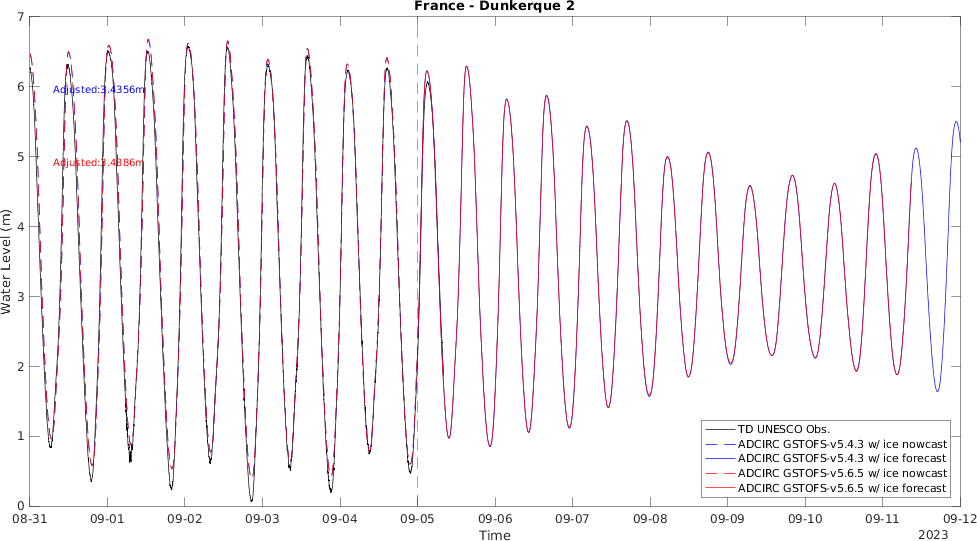 France - Dunkerque 2
7
6
5
4
3
2
1
0
Water Level (m)
Adjusted:3.4356m
Adjusted:3.4386m
TD UNESCO Obs.
ADCIRC GSTOFS-v5.4.3 w/ ice nowcast
ADCIRC GSTOFS-v5.4.3 w/ ice forecast
ADCIRC GSTOFS-v5.6.5 w/ ice nowcast
ADCIRC GSTOFS-v5.6.5 w/ ice forecast
08-31 09-01 09-02 09-03 09-04 09-05 09-06 09-07 09-08 09-09 09-10 09-11 09-12
Time
2023